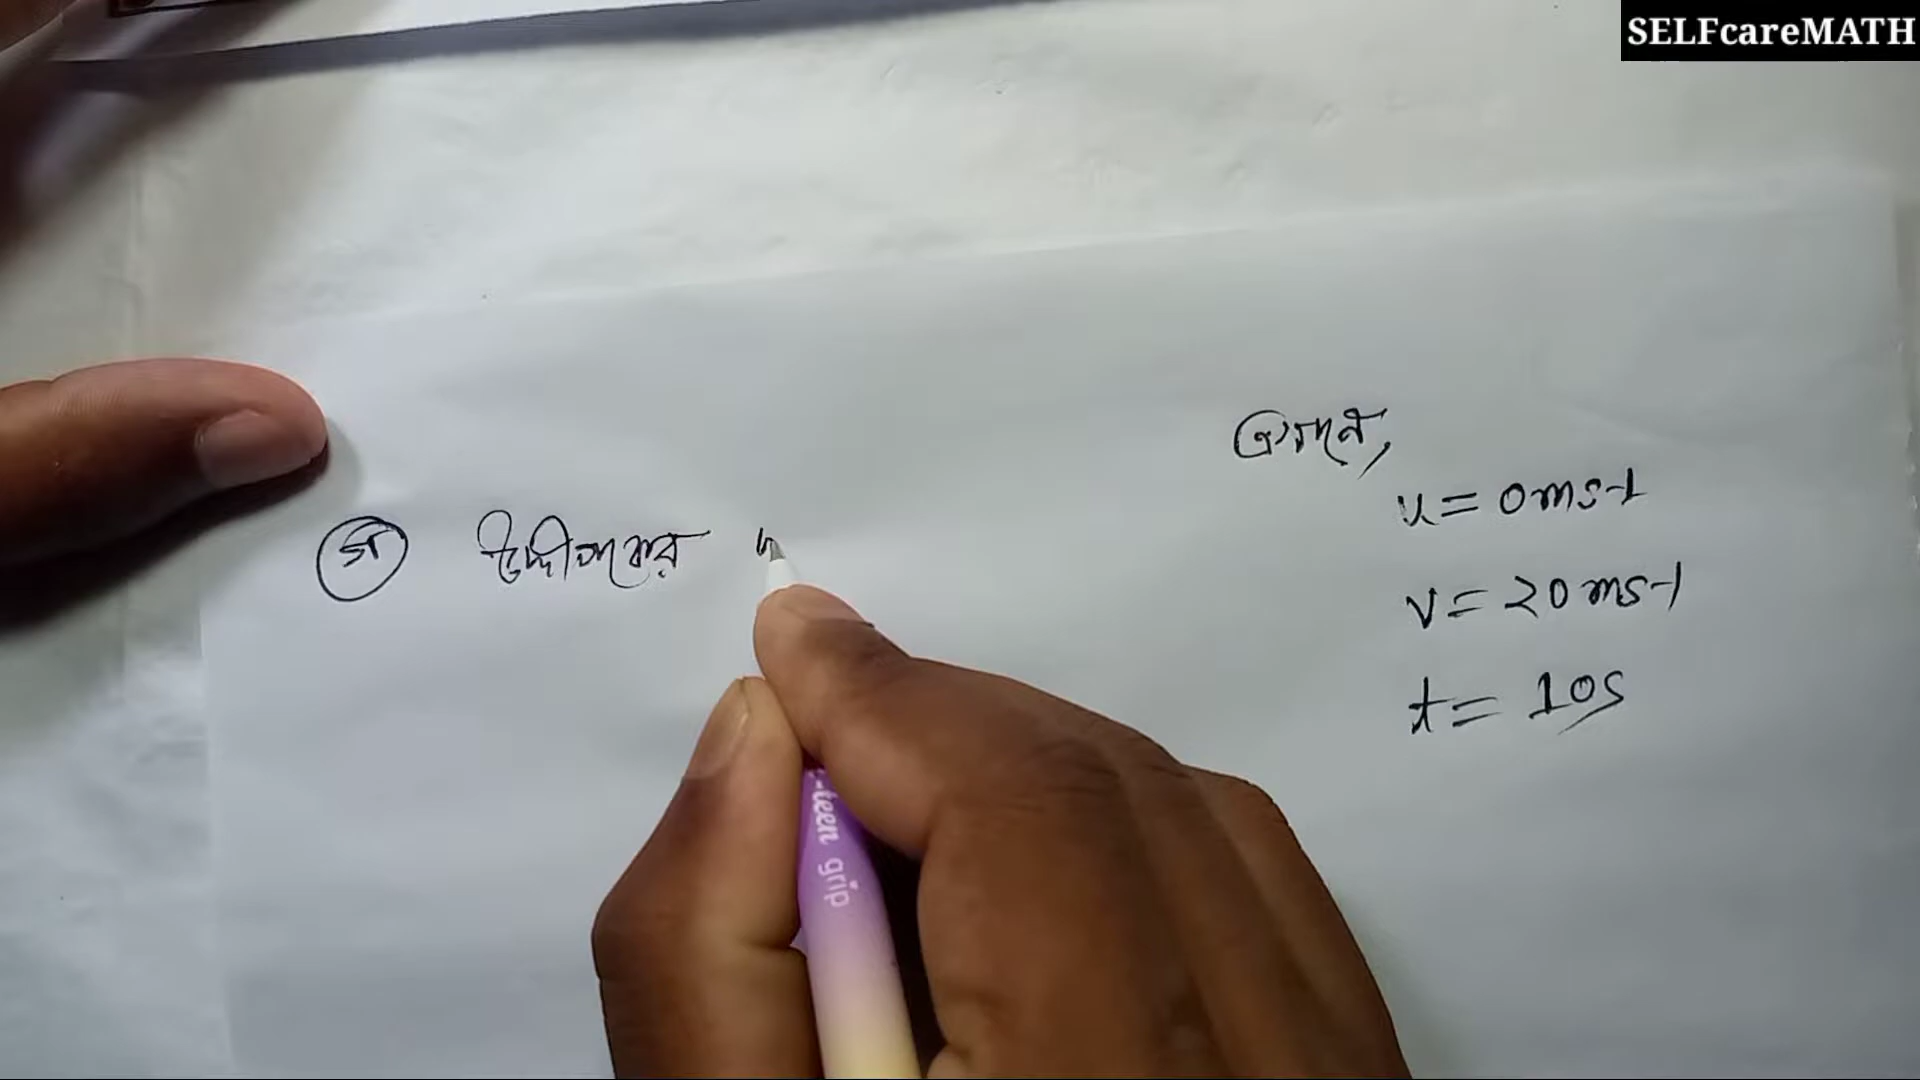 SELFcareMATH
এখানে,
u = 0ms-1
v = 20ms-1
t = 10s
গ উদ্দীপকের
-teen grip